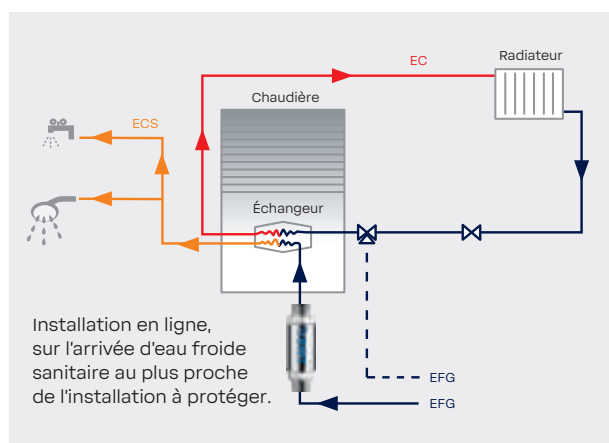 EC
Radiateur
Chaudière
ECS
Échangeur
Installation en ligne,
sur l'arrivée d'eau froide
sanitaire au plus proche
de l'installation à protéger.
EFG
EFG